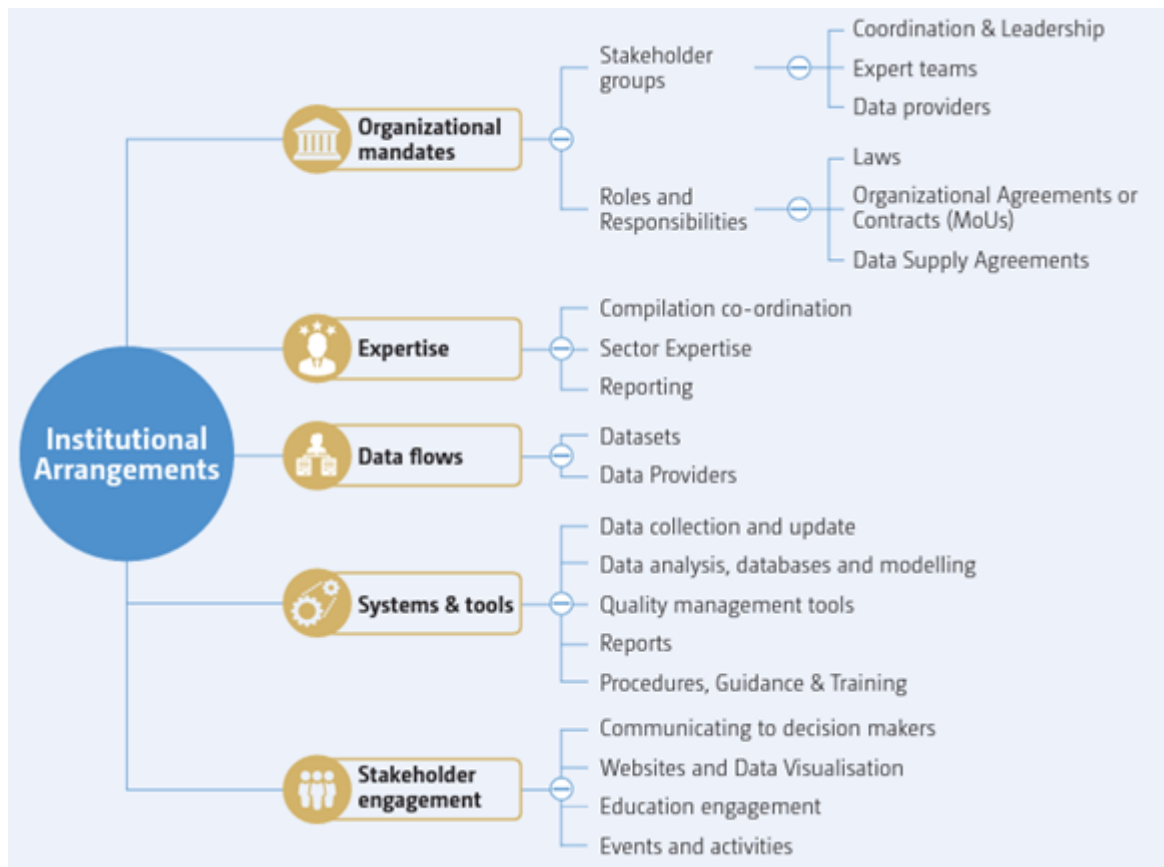 Institutional
Arrangements
Organizational
mandates
Stakeholder
groups
Coordination & Leadership
Expert teams
Data providers
Roles and
Responsibilities
Laws
Organizational Agreements or
Contracts (MoUs)
Data Supply Agreements
Expertise
Compilation co-ordination
Sector Expertise
Reporting
Data flows
Datasets
Data Providers
Systems & tools
Data collection and update
Data analysis, databases and modelling
Quality management tools
Reports
Procedures, Guidance & Training
Stakeholder
engagement
Communicating to decision makers
Websites and Data Visualisation
Education engagement
Events and activities